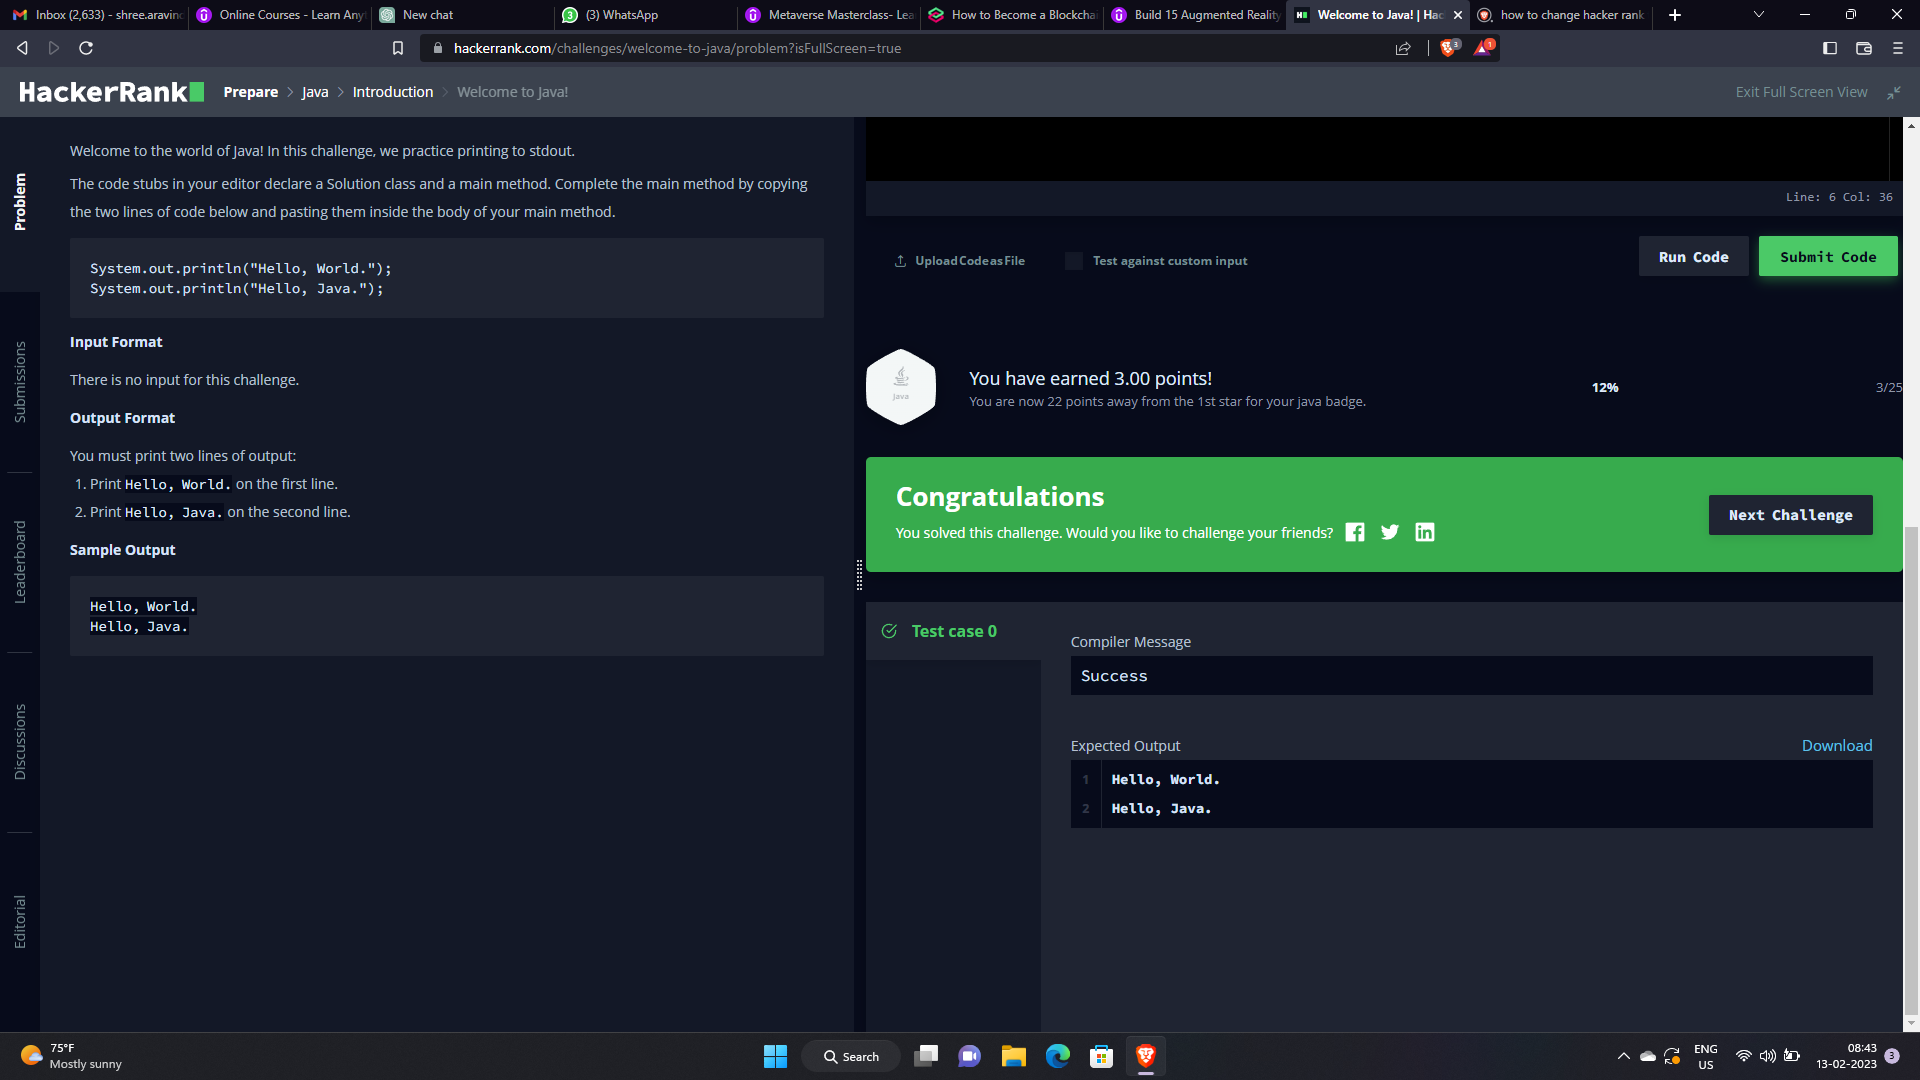 Inbox (2,633) - shree.aravind
Online Courses - Learn Any
New chat
(3) WhatsApp
Metaverse Masterclass- Lea
How to Become a Blockcha
Build 15 Augmented Reality
Welcome to Java! | Hac
how to change hacker rank
hackerrank.com/challenges/welcome-to-java/problem?isFullScreen=true
3
1
HackerRank
Prepare > Java > Introduction > Welcome to Java!
Exit Full Screen View
Problem
Submissions
Leaderboard
Discussions
Editorial
Welcome to the world of Java! In this challenge, we practice printing to stdout.
The code stubs in your editor declare a Solution class and a main method. Complete the main method by copying
the two lines of code below and pasting them inside the body of your main method.
System.out.println("Hello, World.");
System.out.println("Hello, Java.");
Input Format
There is no input for this challenge.
Output Format
You must print two lines of output:
1. Print Hello, World. on the first line.
2. Print Hello, Java. on the second line.
Sample Output
Hello, World.
Hello, Java.
Line: 6 Col: 36
Upload Code as File
Test against custom input
Run Code
Submit Code
Java
You have earned 3.00 points!
You are now 22 points away from the 1st star for your java badge.
12%
3/25
Congratulations
You solved this challenge. Would you like to challenge your friends?
Next Challenge
Test case 0
Compiler Message
Success
Expected Output
Download
1 Hello, World.
2 Hello, Java.
75°F
Mostly sunny
Search
ENG
US
08:43
13-02-2023
3